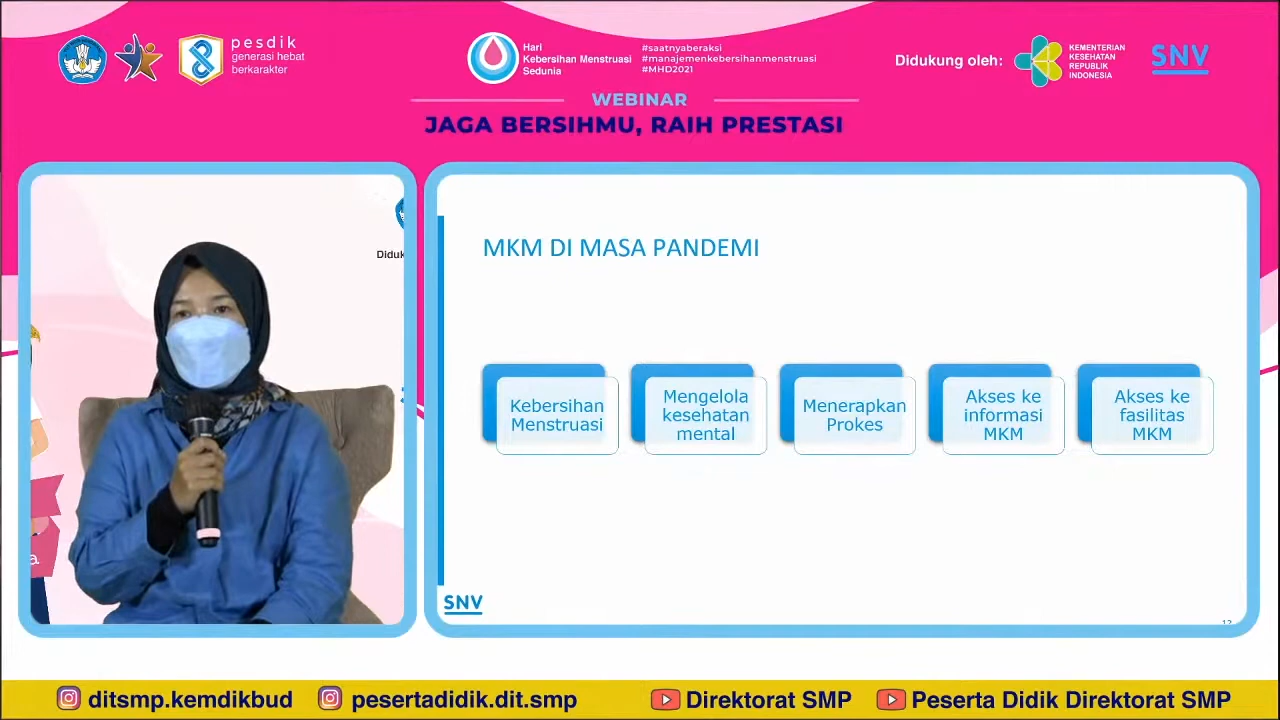 pesdik
generasi hebat
berkarakter
Hari
Kebersihan Menstruasi
Sedunia
#saatnyaberaksi
#manajemenkebersihanmenstruasi
#MHD2021
Didukung oleh:
KEMENTERIAN
KESEHATAN
REPUBLIK
INDONESIA
SNV
WEBINAR
JAGA BERSIHMU, RAIH PRESTASI
Diduk
a
MKM DI MASA PANDEMI
Kebersihan
Menstruasi
Mengelola
kesehatan
mental
Menerapkan
Prokes
Akses ke
informasi
MKM
Akses ke
fasilitas
MKM
SNV
12
ditsmp.kemdikbud
pesertadidik.dit.smp
Direktorat SMP
Peserta Didik Direktorat SMP